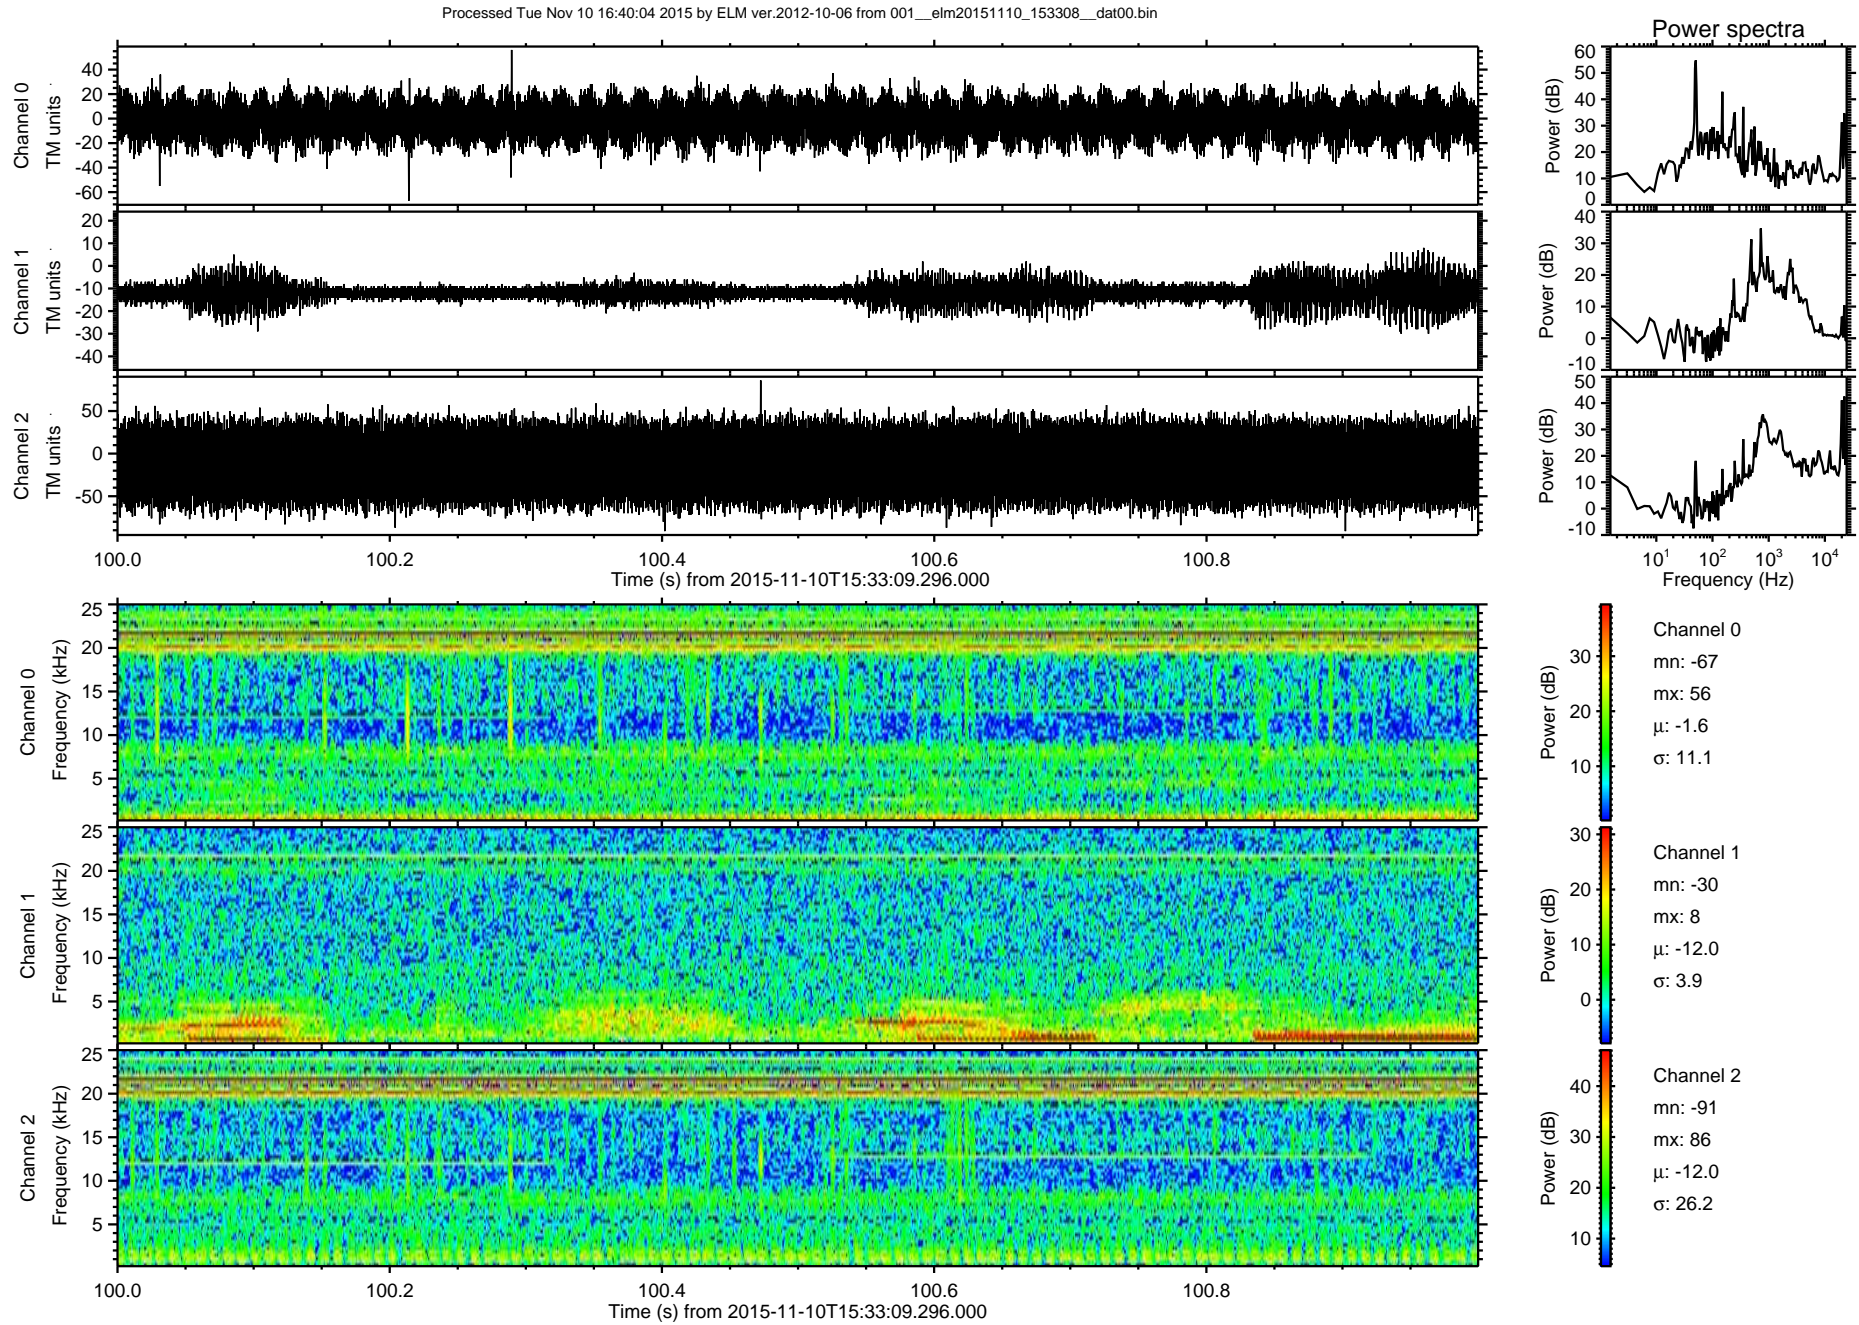 Processed Tue Nov 10 16:40:04 2015 by ELM ver.2012-10-06 from 001__elm20151110_153308__dat00.bin
Power spectra
Channel 0
TM units
40
20
0
-20
-40
-60
Power (dB)
60
50
40
30
20
10
0
Channel 1
TM units
20
10
0
-10
-20
-30
-40
Power (dB)
40
30
20
10
0
-10
Channel 2
TM units
50
0
-50
Power (dB)
50
40
30
20
10
0
-10
100.0 100.2 100.4 100.6 100.8
Time (s) from 2015-11-10T15:33:09.296.000
10^1 10^2 10^3 10^4
Frequency (Hz)
Channel 0
Frequency (kHz)
25
20
15
10
5
Power (dB)
30
20
10
Channel 0
mn: -67
mx: 56
μ: -1.6
σ: 11.1
Channel 1
Frequency (kHz)
25
20
15
10
5
Power (dB)
30
20
10
0
Channel 1
mn: -30
mx: 8
μ: -12.0
σ: 3.9
Channel 2
Frequency (kHz)
25
20
15
10
5
Power (dB)
40
30
20
10
Channel 2
mn: -91
mx: 86
μ: -12.0
σ: 26.2
100.0 100.2 100.4 100.6 100.8
Time (s) from 2015-11-10T15:33:09.296.000